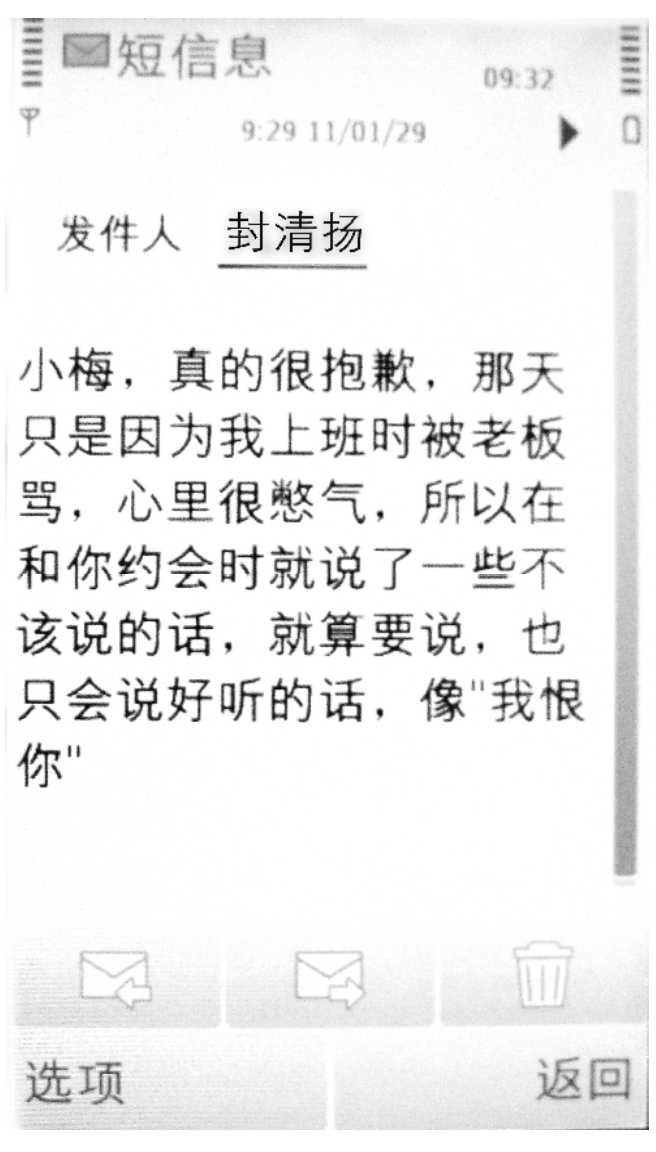 短信息
09:32
9:29 11/01/29
发件人 封清扬
小梅，真的很抱歉，那天
只是因为我上班时被老板
骂，心里很憋气，所以在
和你约会时就说了一些不
该说的话，就算要说，也
只会说好听的话，像"我恨
你"
选项 返回